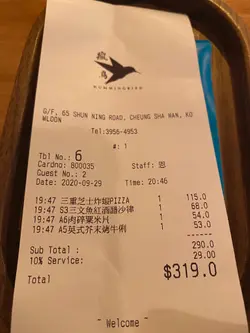 蜂鳥
HUMMINGBIRD
G/F, 65 SHUN NING ROAD, CHEUNG SHA WAN, KO
WLOON
Tel:3956-4953
#: 1
Tbl No.: 6
Cardno: 800035 Staff: 恩
Guest No.: 2
Date: 2020-09-29 Time: 20:46
19:47 三重芝士炸蝦PIZZA 1 115.0
19:47 S3三文魚紅酒醋沙律 1 68.0
19:47 A6肉碎粟米片 1 54.0
19:47 A5英式芥末烤牛脷 1 53.0
Sub Total : 290.0
10% Service: 29.00
Total $319.0
- Welcome -